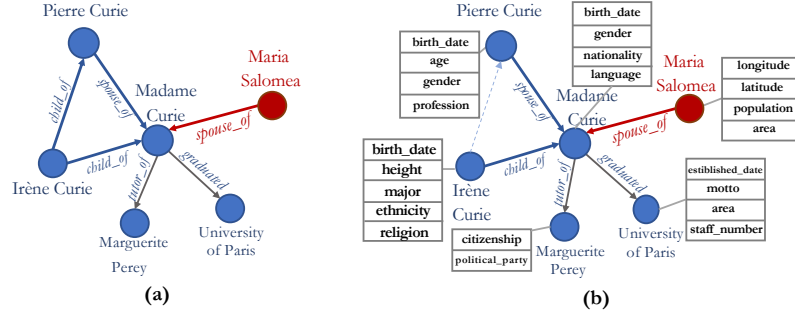 Pierre Curie
child_of
spouse_of
Madame
Curie
Maria
Salomea
spouse_of
child_of
Irène Curie
tutor_of
graduated
Marguerite
Perey
University
of Paris
(a)
Pierre Curie
birth_date
age
gender
profession
birth_date
gender
nationality
language
spouse_of
Madame
Curie
Maria
Salomea
longitude
latitude
population
area
spouse_of
birth_date
height
major
ethnicity
religion
child_of
Irène
Curie
tutor_of
graduated
citizenship
political_party
Marguerite
Perey
University
of Paris
estiblished_date
motto
area
staff_number
(b)